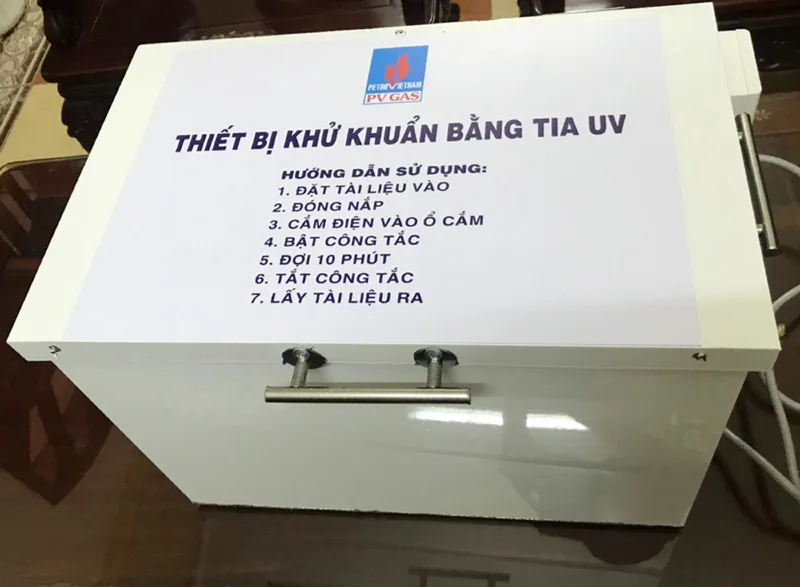 PETROVIETNAM
PV GAS
THIẾT BỊ KHỬ KHUẨN BẰNG TIA UV
HƯỚNG DẪN SỬ DỤNG:
1. ĐẶT TÀI LIỆU VÀO
2. ĐÓNG NẮP
3. CẮM ĐIỆN VÀO Ổ CẮM
4. BẬT CÔNG TẮC
5. ĐỢI 10 PHÚT
6. TẮT CÔNG TẮC
7. LẤY TÀI LIỆU RA